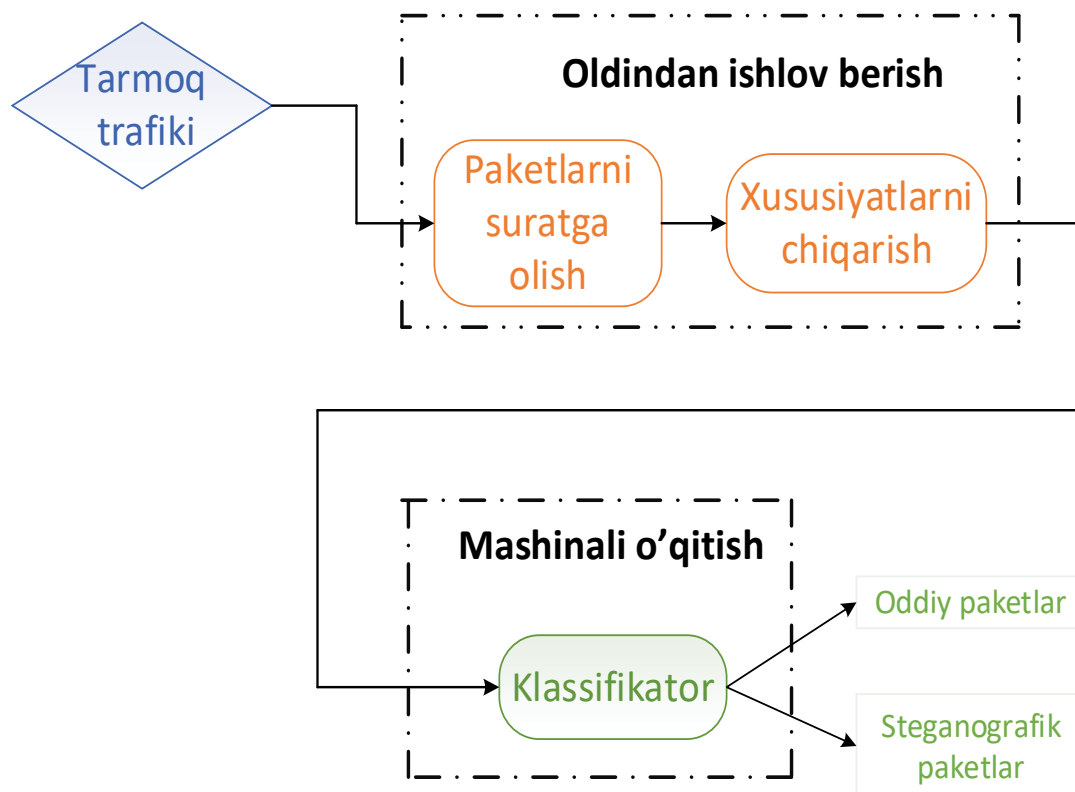 Tarmoq
trafiki
Oldindan ishlov berish
Paketlarni
suratga
olish
Xususiyatlarni
chiqarish
Mashinali o’qitish
Klassifikator
Oddiy paketlar
Steganografik
paketlar